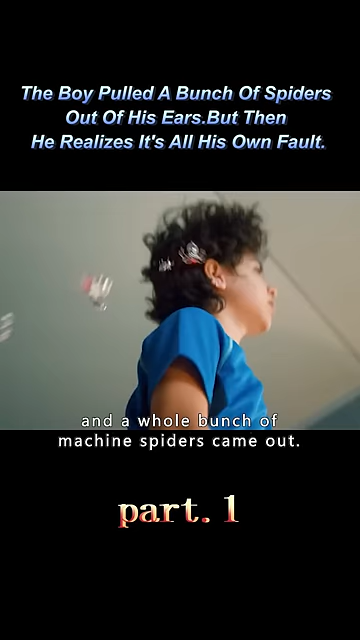 The Boy Pulled A Bunch Of Spiders
Out Of His Ears.But Then
He Realizes It's All His Own Fault.
and a whole bunch of
machine spiders came out.
part.1